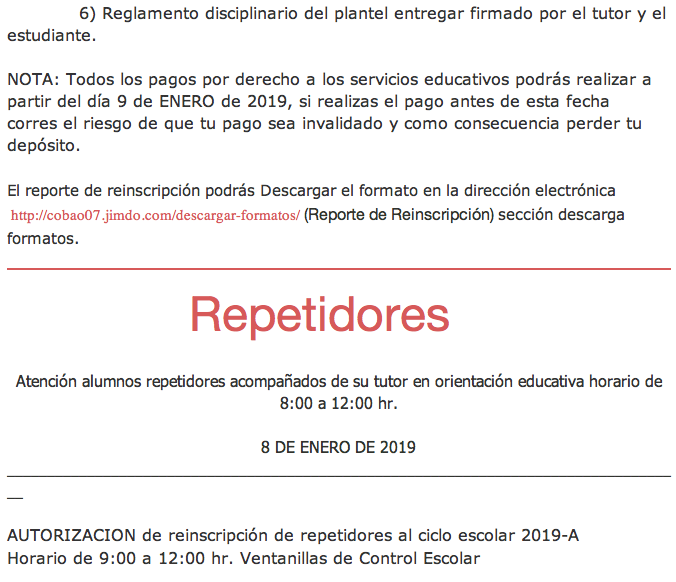 6) Reglamento disciplinario del plantel entregar firmado por el tutor y el
estudiante.
NOTA: Todos los pagos por derecho a los servicios educativos podrás realizar a
partir del día 9 de ENERO de 2019, si realizas el pago antes de esta fecha
corres el riesgo de que tu pago sea invalidado y como consecuencia perder tu
depósito.
El reporte de reinscripción podrás Descargar el formato en la dirección electrónica
http://cobao07.jimdo.com/descargar-formatos/ (Reporte de Reinscripción) sección descarga
formatos.
Repetidores
Atención alumnos repetidores acompañados de su tutor en orientación educativa horario de
8:00 a 12:00 hr.
8 DE ENERO DE 2019
AUTORIZACION de reinscripción de repetidores al ciclo escolar 2019-A
Horario de 9:00 a 12:00 hr. Ventanillas de Control Escolar